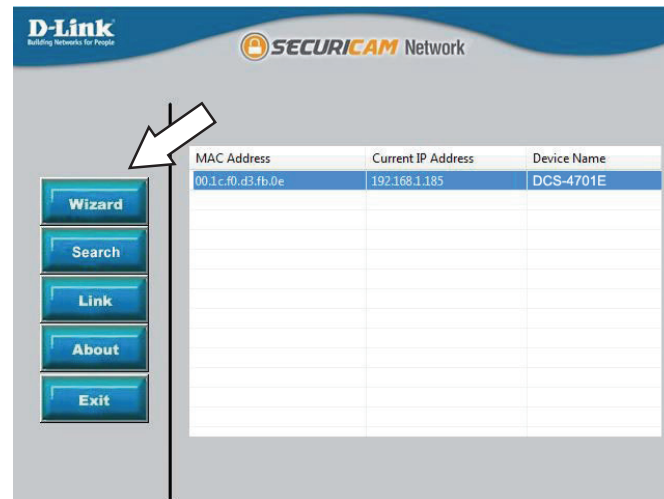 D-Link
Building Networks for People
SECURICAM Network
MAC Address Current IP Address Device Name
00.1c.f0.d3.fb.0e 192.168.1.185 DCS-4701E
Wizard
Search
Link
About
Exit